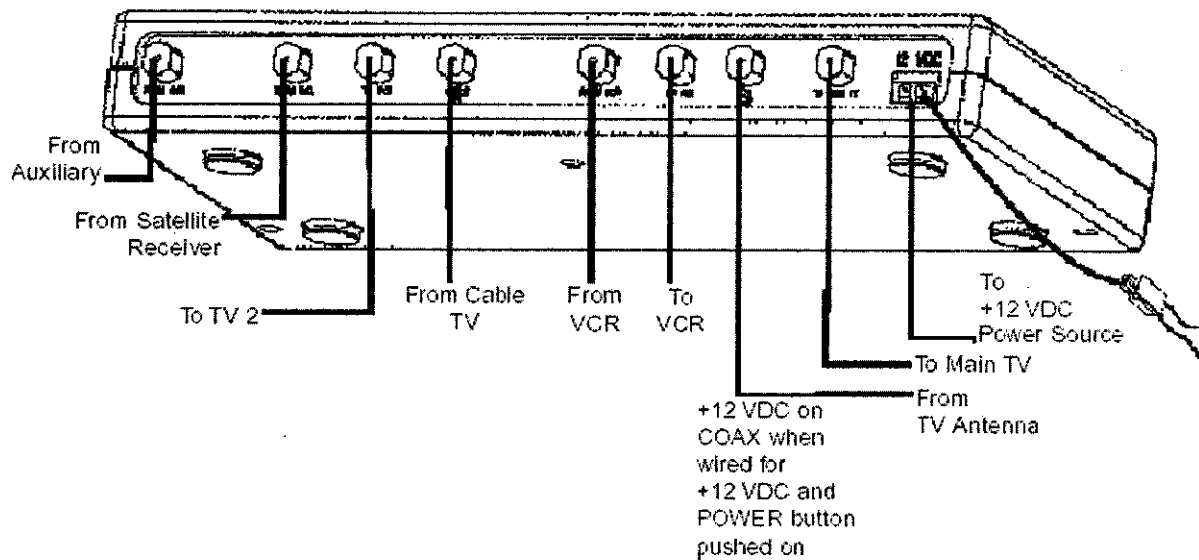 12 VDC
From
Auxiliary
From Satellite
Receiver
To TV 2
From Cable
TV
From
VCR
To
VCR
To
+12 VDC
Power Source
To Main TV
From
TV Antenna
+12 VDC on
COAX when
wired for
+12 VDC and
POWER button
pushed on